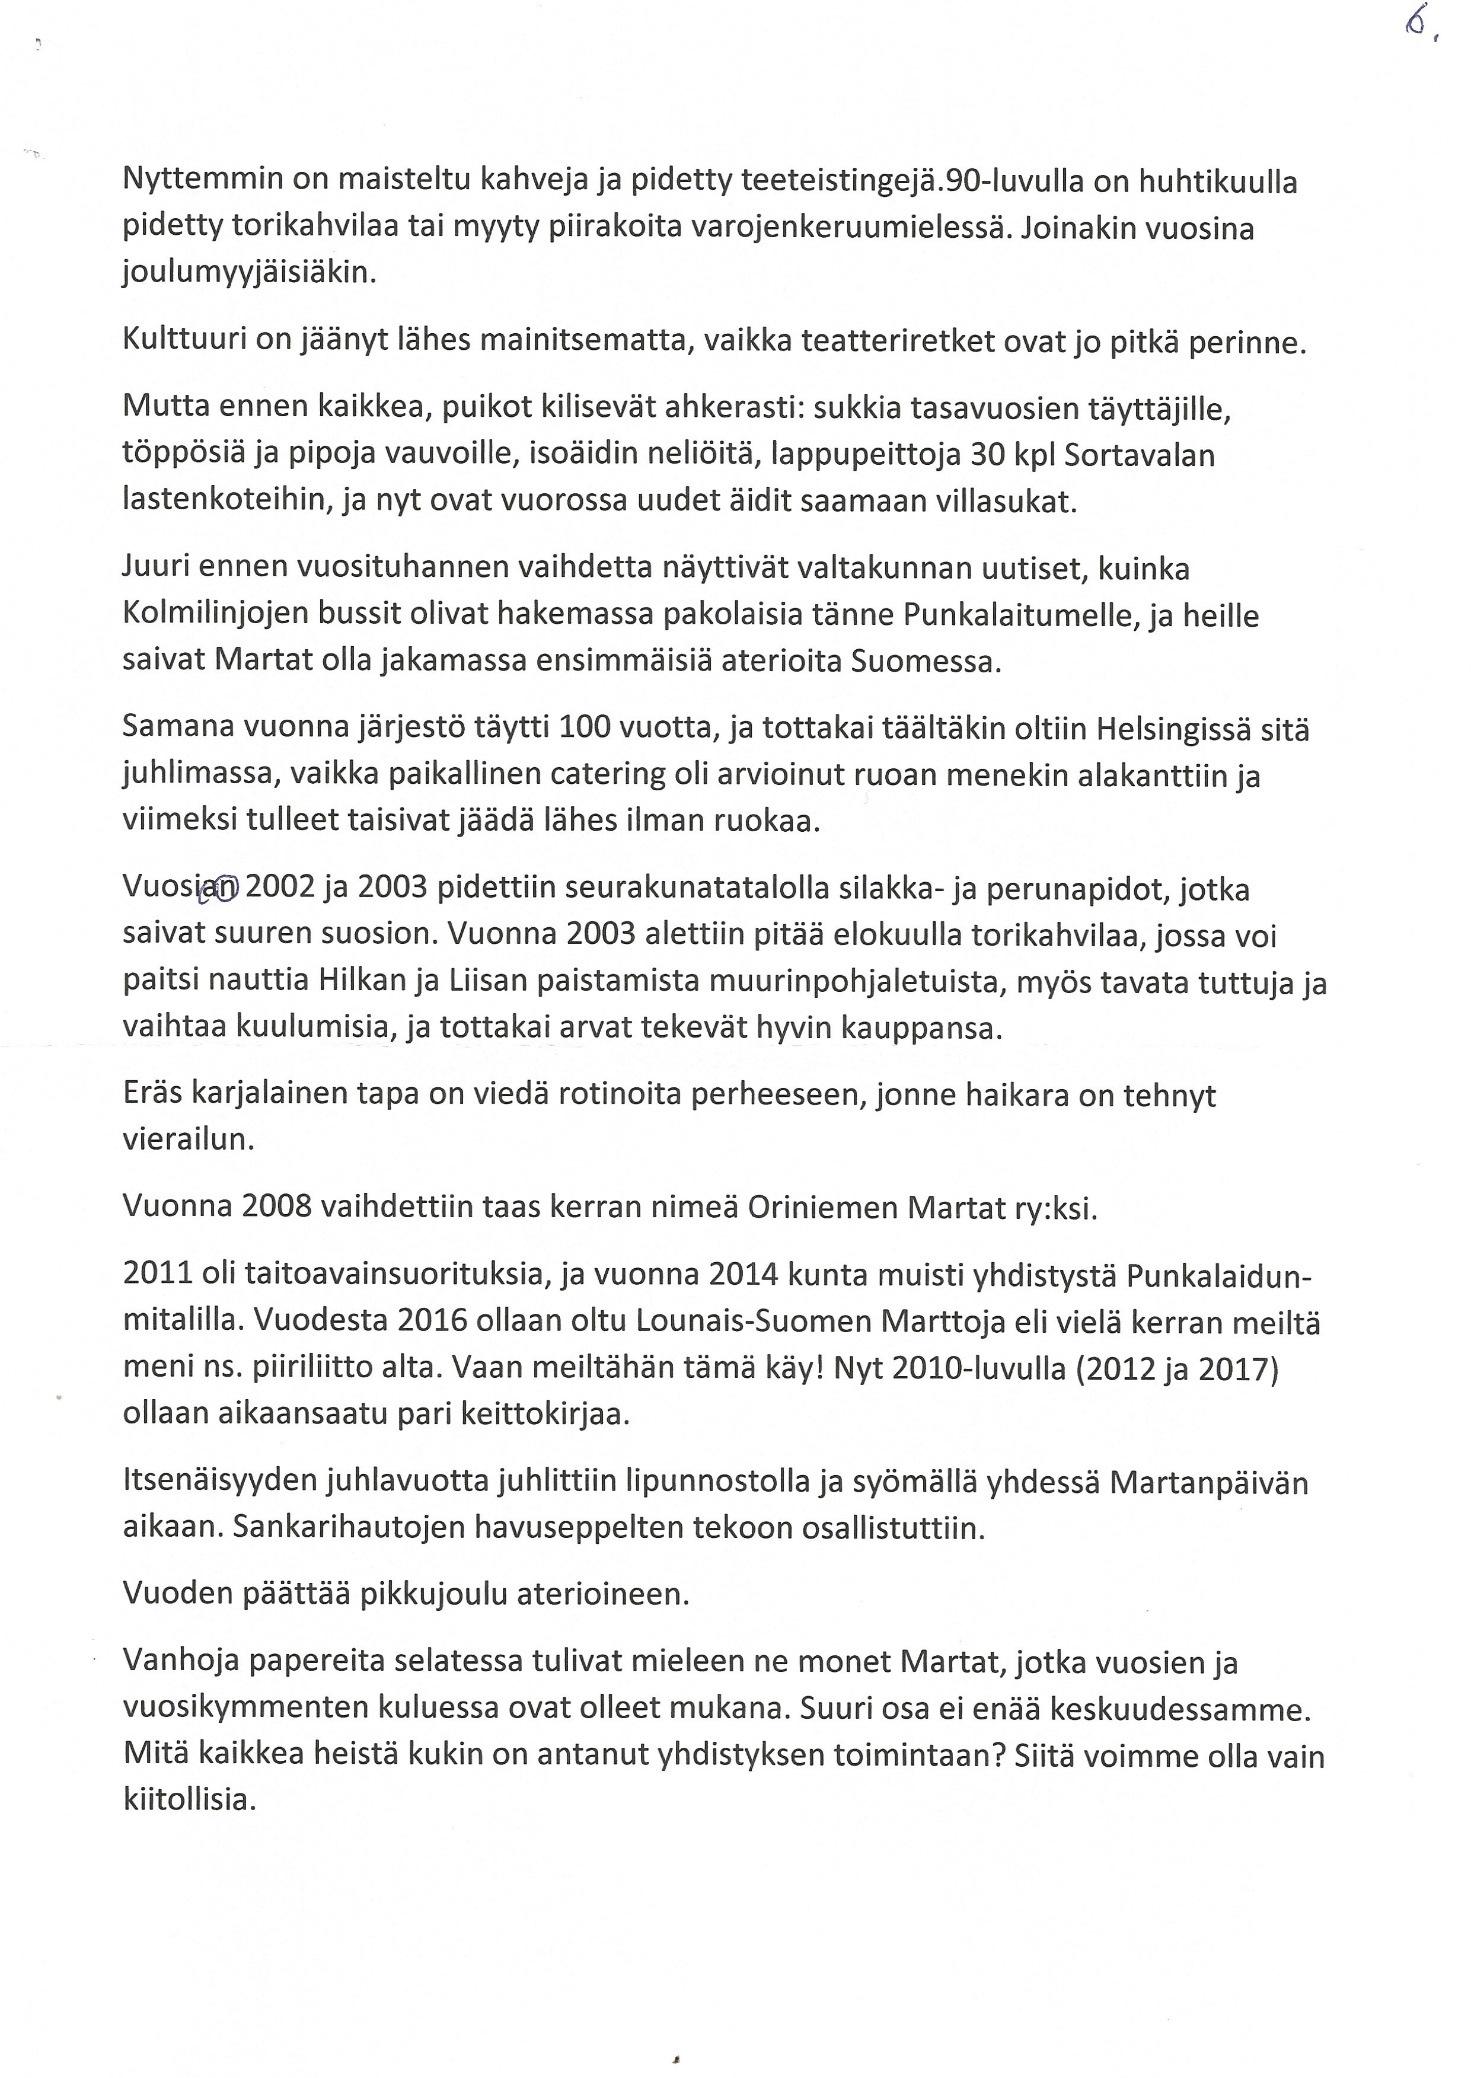 6.
Nyttemmin on maisteltu kahveja ja pidetty teeteistingejä.90-luvulla on huhtikuulla
pidetty torikahvilaa tai myyty piirakoita varojenkeruumielessä. Joinakin vuosina
joulumyyjäisiäkin.
Kulttuuri on jäänyt lähes mainitsematta, vaikka teatteriretket ovat jo pitkä perinne.
Mutta ennen kaikkea, puikot kilisevät ahkerasti: sukkia tasavuosien täyttäjille,
töppösiä ja pipoja vauvoille, isoäidin neliöitä, lappupeittoja 30 kpl Sortavalan
lastenkoteihin, ja nyt ovat vuorossa uudet äidit saamaan villasukat.
Juuri ennen vuosituhannen vaihdetta näyttivät valtakunnan uutiset, kuinka
Kolmilinjojen bussit olivat hakemassa pakolaisia tänne Punkalaitumelle, ja heille
saivat Martat olla jakamassa ensimmäisiä aterioita Suomessa.
Samana vuonna järjestö täytti 100 vuotta, ja tottakai täältäkin oltiin Helsingissä sitä
juhlimassa, vaikka paikallinen catering oli arvioinut ruoan menekin alakanttiin ja
viimeksi tulleet taisivat jäädä lähes ilman ruokaa.
Vuosian 2002 ja 2003 pidettiin seurakunatatalolla silakka- ja perunapidot, jotka
saivat suuren suosion. Vuonna 2003 alettiin pitää elokuulla torikahvilaa, jossa voi
paitsi nauttia Hilkan ja Liisan paistamista muurinpohjaletuista, myös tavata tuttuja ja
vaihtaa kuulumisia, ja tottakai arvat tekevät hyvin kauppansa.
Eräs karjalainen tapa on viedä rotinoita perheeseen, jonne haikara on tehnyt
vierailun.
Vuonna 2008 vaihdettiin taas kerran nimeä Oriniemen Martat ry:ksi.
2011 oli taitoavainsuorituksia, ja vuonna 2014 kunta muisti yhdistystä Punkalaidun-
mitalilla. Vuodesta 2016 ollaan oltu Lounais-Suomen Marttoja eli vielä kerran meiltä
meni ns. piiriliitto alta. Vaan meiltähän tämä käy! Nyt 2010-luvulla (2012 ja 2017)
ollaan aikaansaatu pari keittokirjaa.
Itsenäisyyden juhlavuotta juhlittiin lipunnostolla ja syömällä yhdessä Martanpäivän
aikaan. Sankarihautojen havuseppelten tekoon osallistuttiin.
Vuoden päättää pikkujoulu aterioineen.
Vanhoja papereita selatessa tulivat mieleen ne monet Martat, jotka vuosien ja
vuosikymmenten kuluessa ovat olleet mukana. Suuri osa ei enää keskuudessamme.
Mitä kaikkea heistä kukin on antanut yhdistyksen toimintaan? Siitä voimme olla vain
kiitollisia.